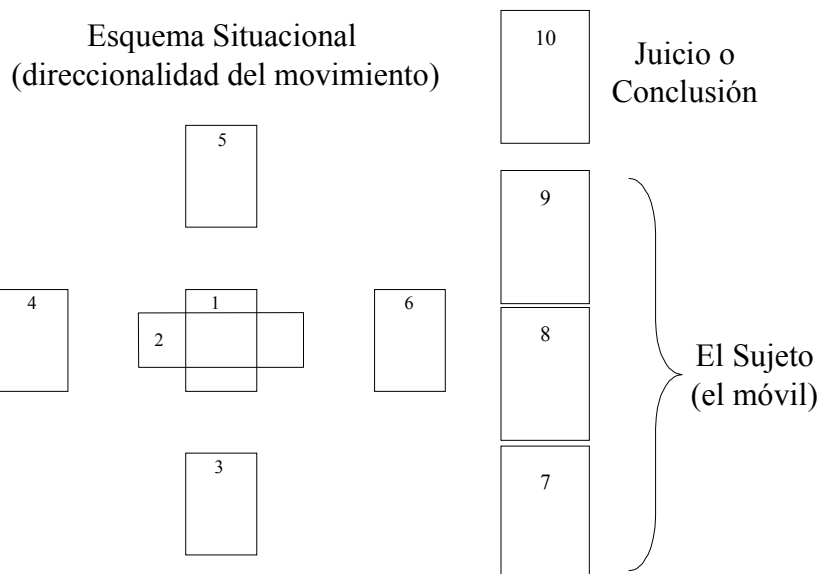 Esquema Situacional
(direccionalidad del movimiento)
10
Juicio o
Conclusión
5
9
4
1
6
2
8
El Sujeto
(el móvil)
3
7